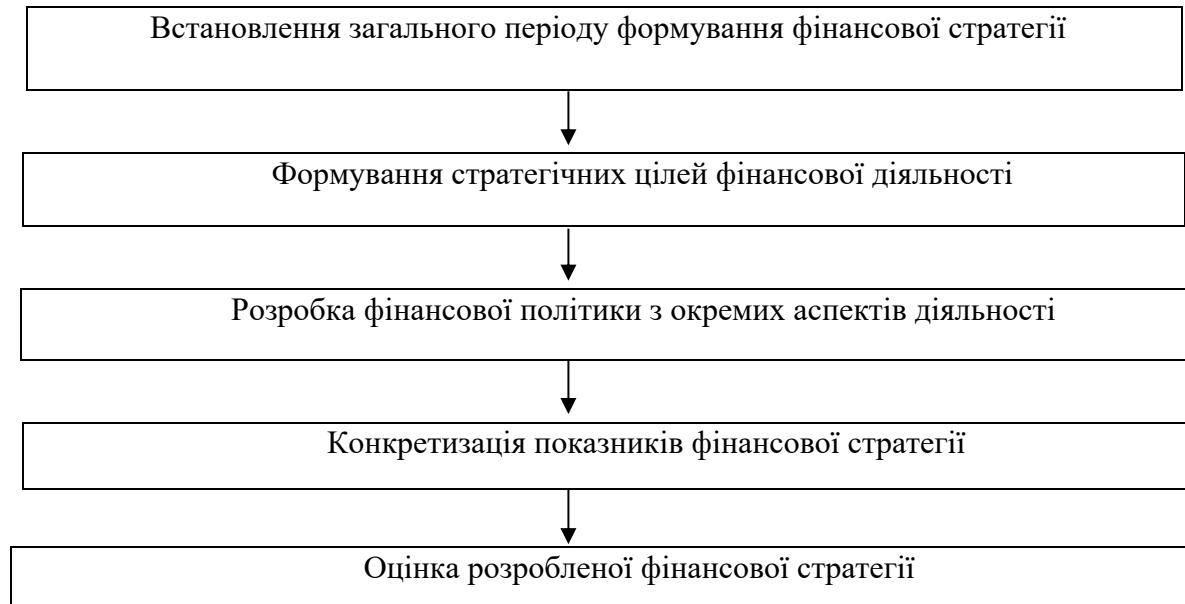 Встановлення загального періоду формування фінансової стратегії
Формування стратегічних цілей фінансової діяльності
Розробка фінансової політики з окремих аспектів діяльності
Конкретизація показників фінансової стратегії
Оцінка розробленої фінансової стратегії